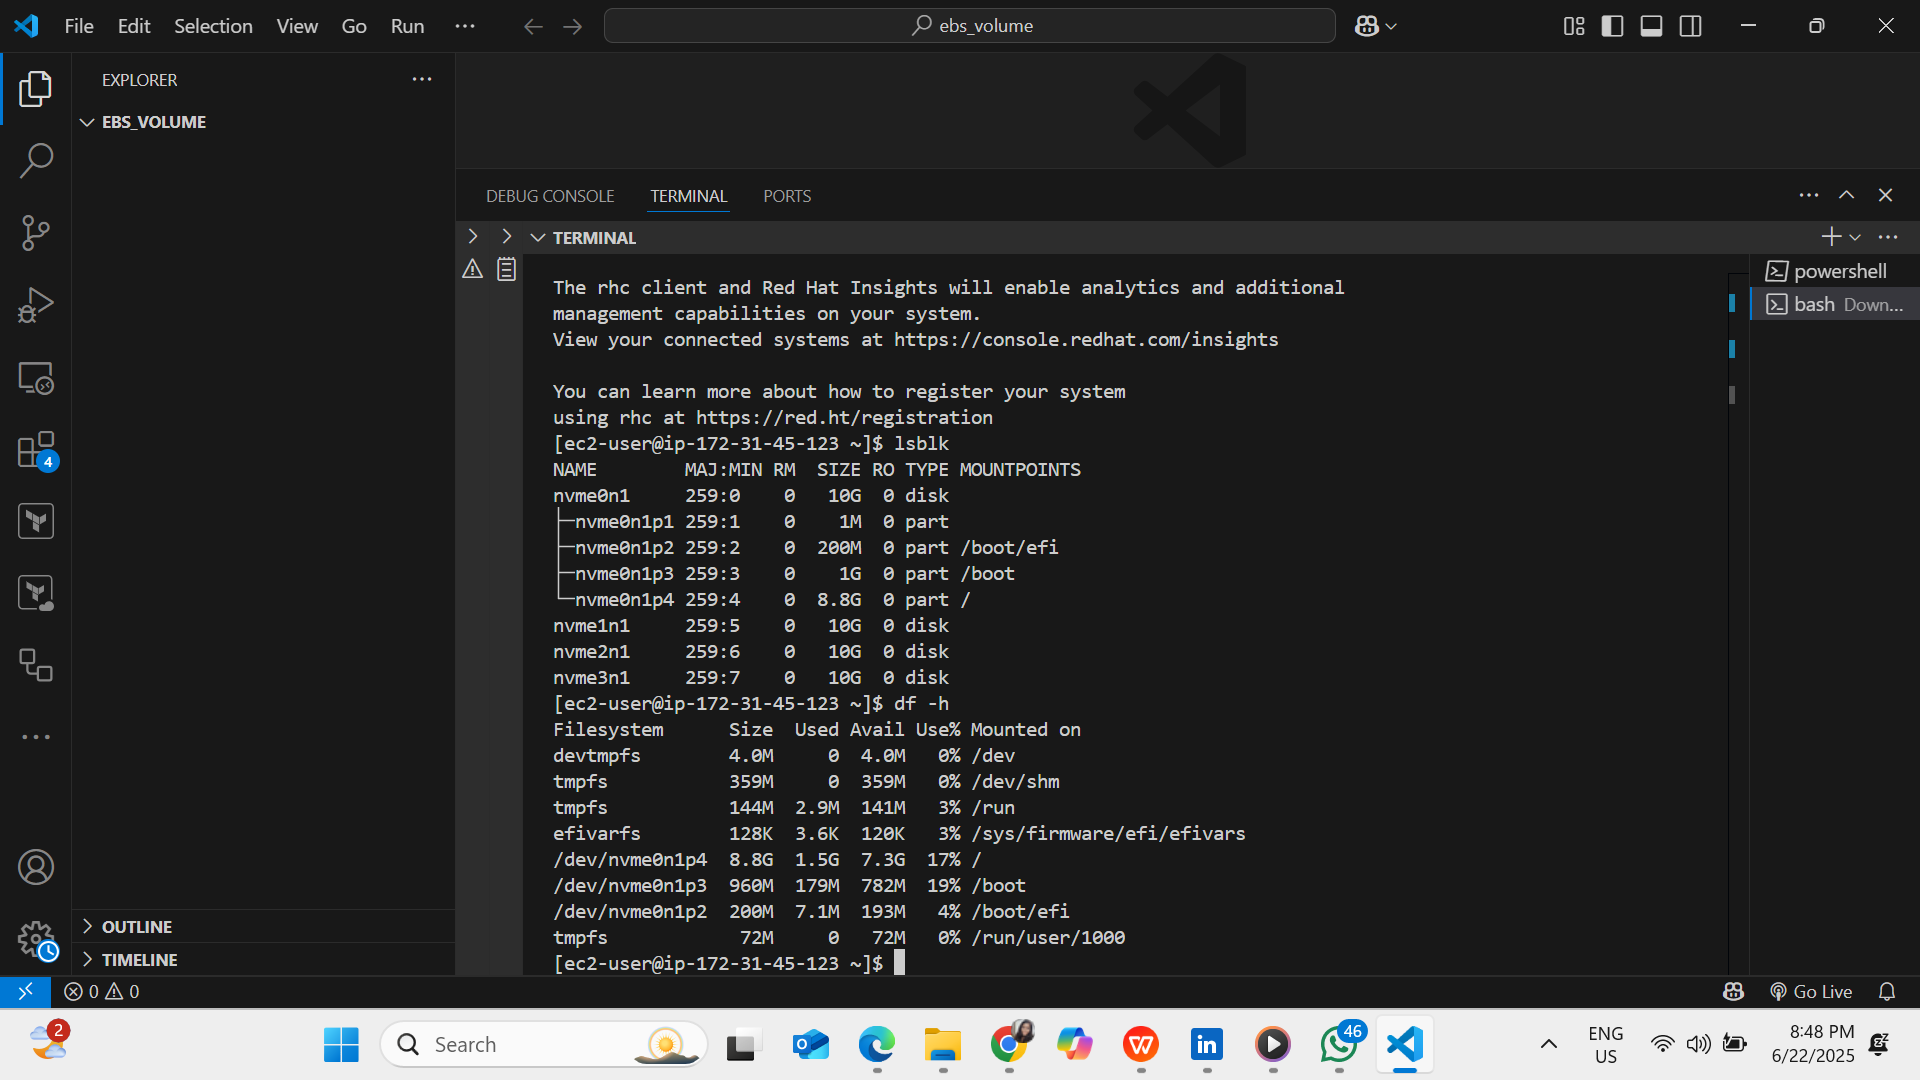 File Edit Selection View Go Run ··· ebs_volume
EXPLORER ···
EBS_VOLUME
DEBUG CONSOLE TERMINAL PORTS
TERMINAL
powershell
bash Down...
The rhc client and Red Hat Insights will enable analytics and additional
management capabilities on your system.
View your connected systems at https://console.redhat.com/insights
You can learn more about how to register your system
using rhc at https://red.ht/registration
[ec2-user@ip-172-31-45-123 ~]$ lsblk
NAME        MAJ:MIN RM  SIZE RO TYPE MOUNTPOINTS
nvme0n1     259:0    0   10G  0 disk
├─nvme0n1p1 259:1    0    1M  0 part
├─nvme0n1p2 259:2    0  200M  0 part /boot/efi
├─nvme0n1p3 259:3    0    1G  0 part /boot
└─nvme0n1p4 259:4    0  8.8G  0 part /
nvme1n1     259:5    0   10G  0 disk
nvme2n1     259:6    0   10G  0 disk
nvme3n1     259:7    0   10G  0 disk
[ec2-user@ip-172-31-45-123 ~]$ df -h
Filesystem      Size  Used Avail Use% Mounted on
devtmpfs        4.0M     0  4.0M   0% /dev
tmpfs           359M     0  359M   0% /dev/shm
tmpfs           144M  2.9M  141M   3% /run
efivarfs        128K  3.6K  120K   3% /sys/firmware/efi/efivars
/dev/nvme0n1p4  8.8G  1.5G  7.3G  17% /
/dev/nvme0n1p3  960M  179M  782M  19% /boot
/dev/nvme0n1p2  200M  7.1M  193M   4% /boot/efi
tmpfs            72M     0   72M   0% /run/user/1000
[ec2-user@ip-172-31-45-123 ~]$
4
OUTLINE
TIMELINE
0 0 Go Live
2 Search 46 ENG 8:48 PM
US 6/22/2025